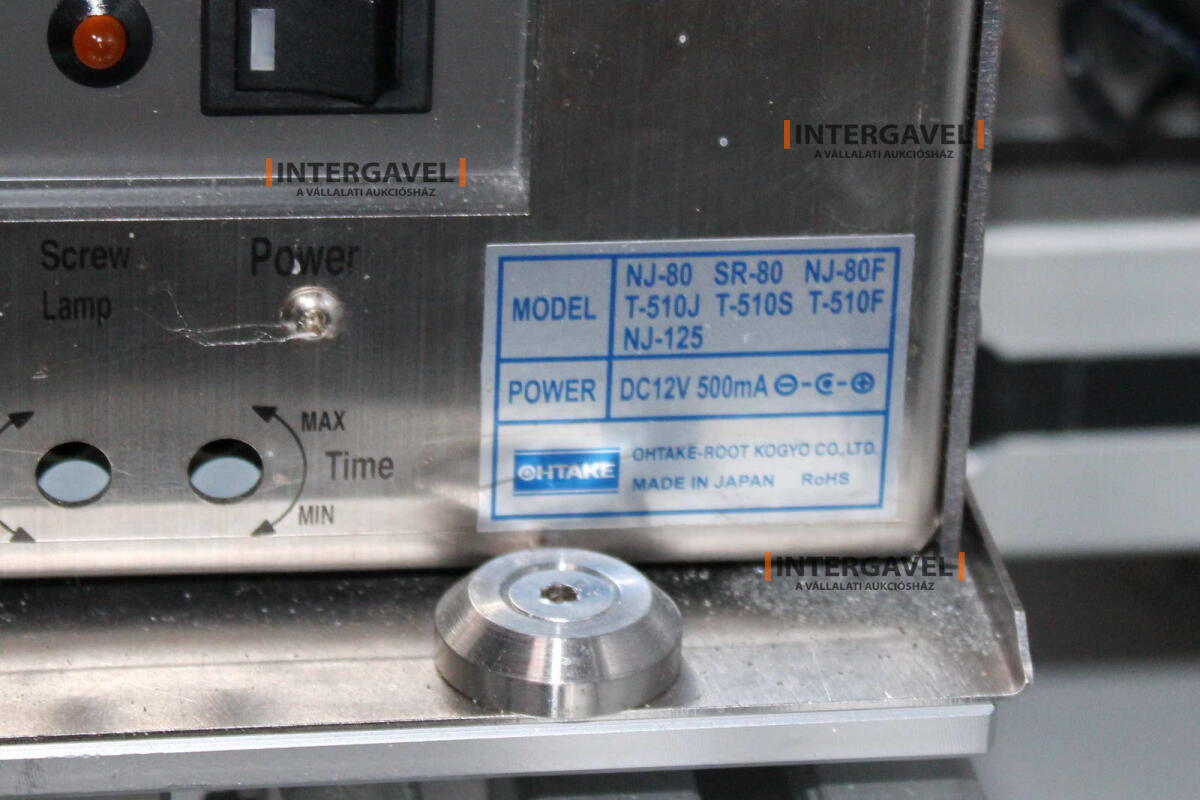 INTERGAVEL
A VÁLLALATI AUKCIÓSHÁZ
INTERGAVEL
A VÁLLALATI AUKCIÓSHÁZ
Screw
Lamp
Power
MAX
Time
MIN
MODEL
NJ-80 SR-80 NJ-80F
T-510J T-510S T-510F
NJ-125
POWER
DC12V 500mA
OHTAKE
OHTAKE-ROOT KOGYO CO.,LTD.
MADE IN JAPAN RoHS
INTERGAVEL
A VÁLLALATI AUKCIÓSHÁZ